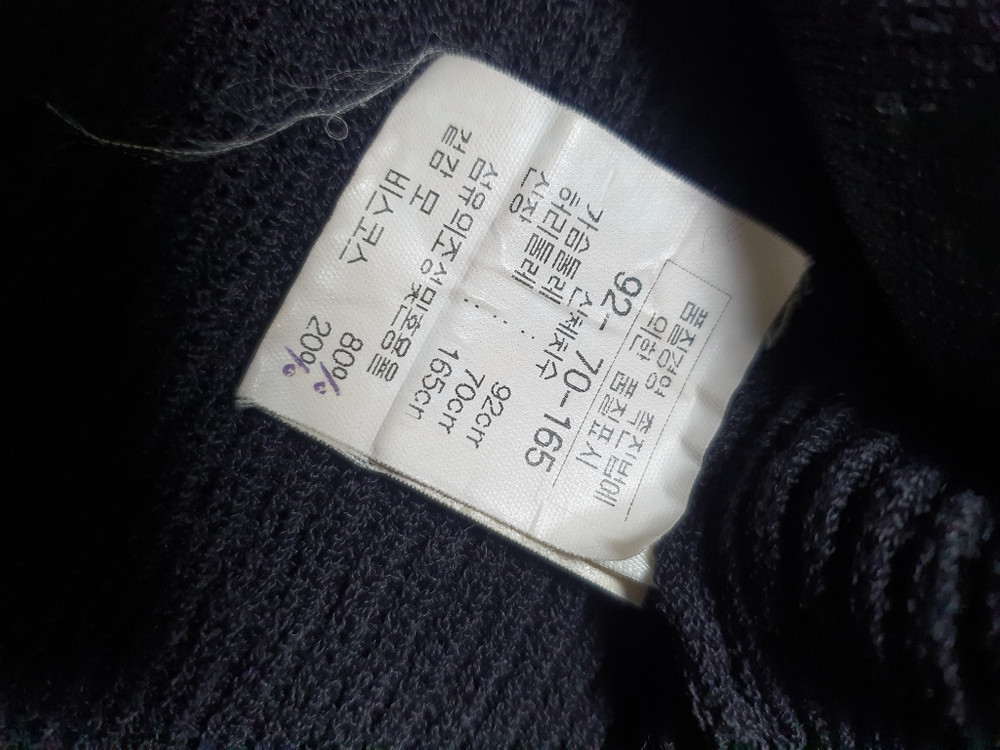 품질경영 촉진법에
의한 품질표시
92-70-165
신체치수
가슴둘레 : 92cm
허리둘레 : 70cm
신장 : 165cm
섬유의조성및혼용율
겉감 모 80%
비스코스 20%